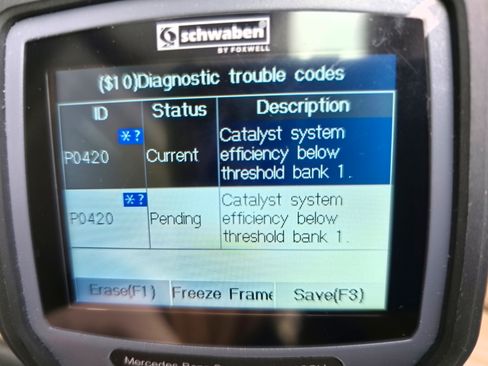 schwaben®
BY FOXWELL
($10)Diagnostic trouble codes
ID Status Description
P0420 *? Current Catalyst system
efficiency below
threshold bank 1.
P0420 *? Pending Catalyst system
efficiency below
threshold bank 1.
Erase(F1) Freeze Frame Save(F3)
Mercedes